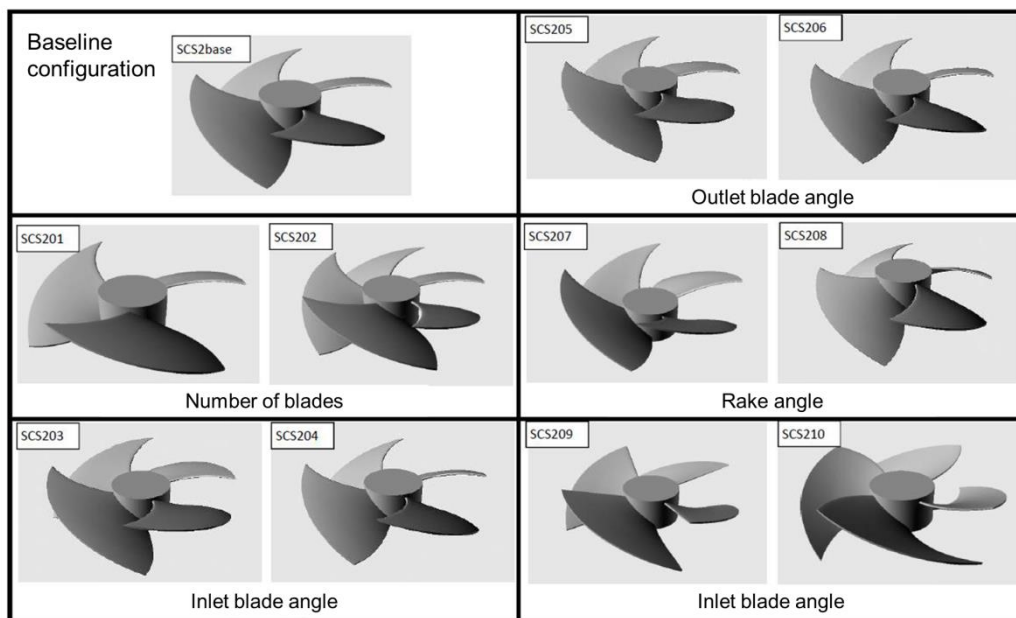 Baseline
configuration
SCS2base
SCS205
SCS206
Outlet blade angle
SCS201
SCS202
Number of blades
SCS207
SCS208
Rake angle
SCS203
SCS204
Inlet blade angle
SCS209
SCS210
Inlet blade angle